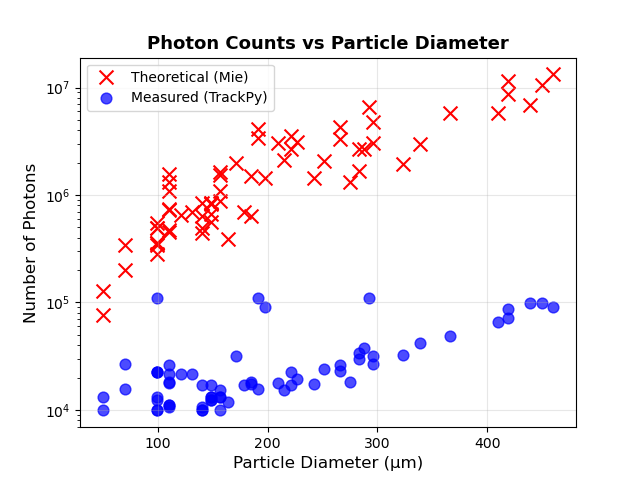 Photon Counts vs Particle Diameter
Theoretical (Mie)
Measured (TrackPy)
Number of Photons
10⁷
10⁶
10⁵
10⁴
100 200 300 400
Particle Diameter (μm)